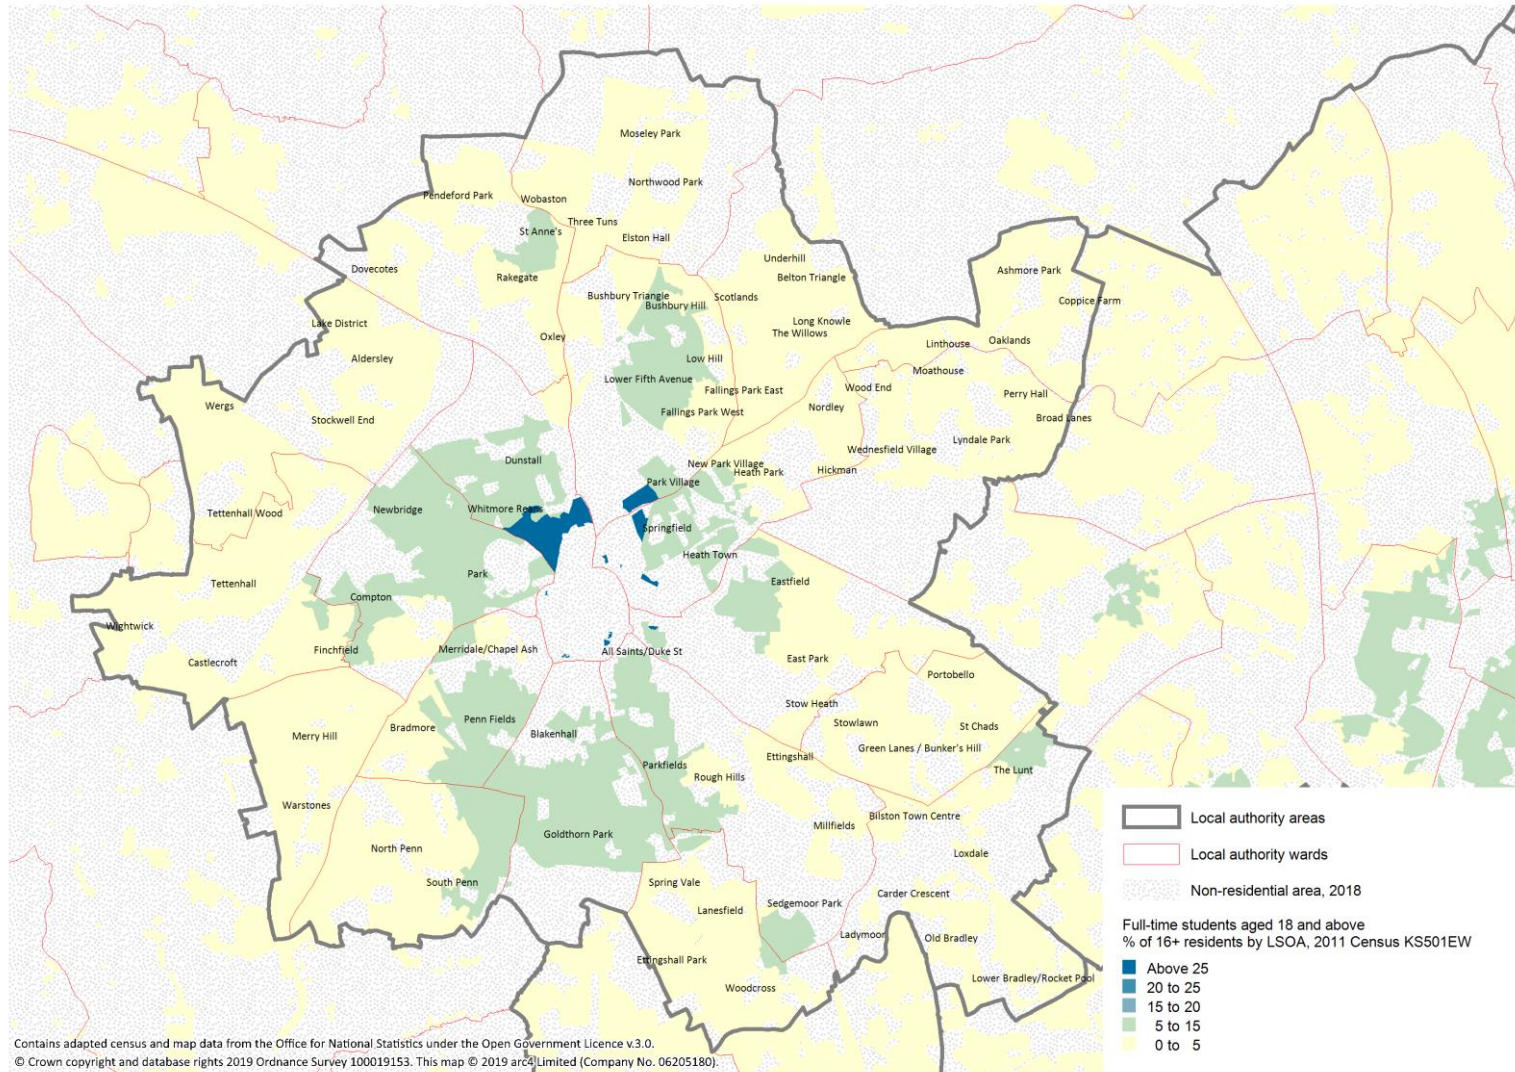 Moseley Park
Northwood Park
Pendeford Park
Wobaston
Three Tuns
St Anne's
Elston Hall
Underhill
Dovecotes
Rakegate
Belton Triangle
Ashmore Park
Bushbury Triangle
Scotlands
Bushbury Hill
Coppice Farm
Lake District
Long Knowle
The Willows
Oxley
Linthouse
Oaklands
Aldersley
Low Hill
Moathouse
Lower Fifth Avenue
Wood End
Fallings Park East
Perry Hall
Wergs
Nordley
Stockwell End
Fallings Park West
Broad Lanes
Lyndale Park
Wednesfield Village
Dunstall
New Park Village
Heath Park
Hickman
Park Village
Newbridge
Whitmore Reans
Tettenhall Wood
Springfield
Heath Town
Park
Tettenhall
Eastfield
Compton
Wightwick
Finchfield
Merridale/Chapel Ash
All Saints/Duke St
Castlecroft
East Park
Portobello
Stow Heath
Penn Fields
Stowlawn
St Chads
Bradmore
Merry Hill
Blakenhall
Green Lanes / Bunker's Hill
Ettingshall
Parkfields
Rough Hills
The Lunt
Warstones
Bilston Town Centre
Millfields
Goldthorn Park
North Penn
Loxdale
South Penn
Spring Vale
Carder Crescent
Sedgemoor Park
Lanesfield
Ladymoor
Old Bradley
Ettingshall Park
Lower Bradley/Rocket Pool
Woodcross
Local authority areas
Local authority wards
Non-residential area, 2018
Full-time students aged 18 and above
% of 16+ residents by LSOA, 2011 Census KS501EW
Above 25
20 to 25
15 to 20
5 to 15
0 to 5
Contains adapted census and map data from the Office for National Statistics under the Open Government Licence v.3.0.
© Crown copyright and database rights 2019 Ordnance Survey 100019153. This map © 2019 arc4 Limited (Company No. 06205180).